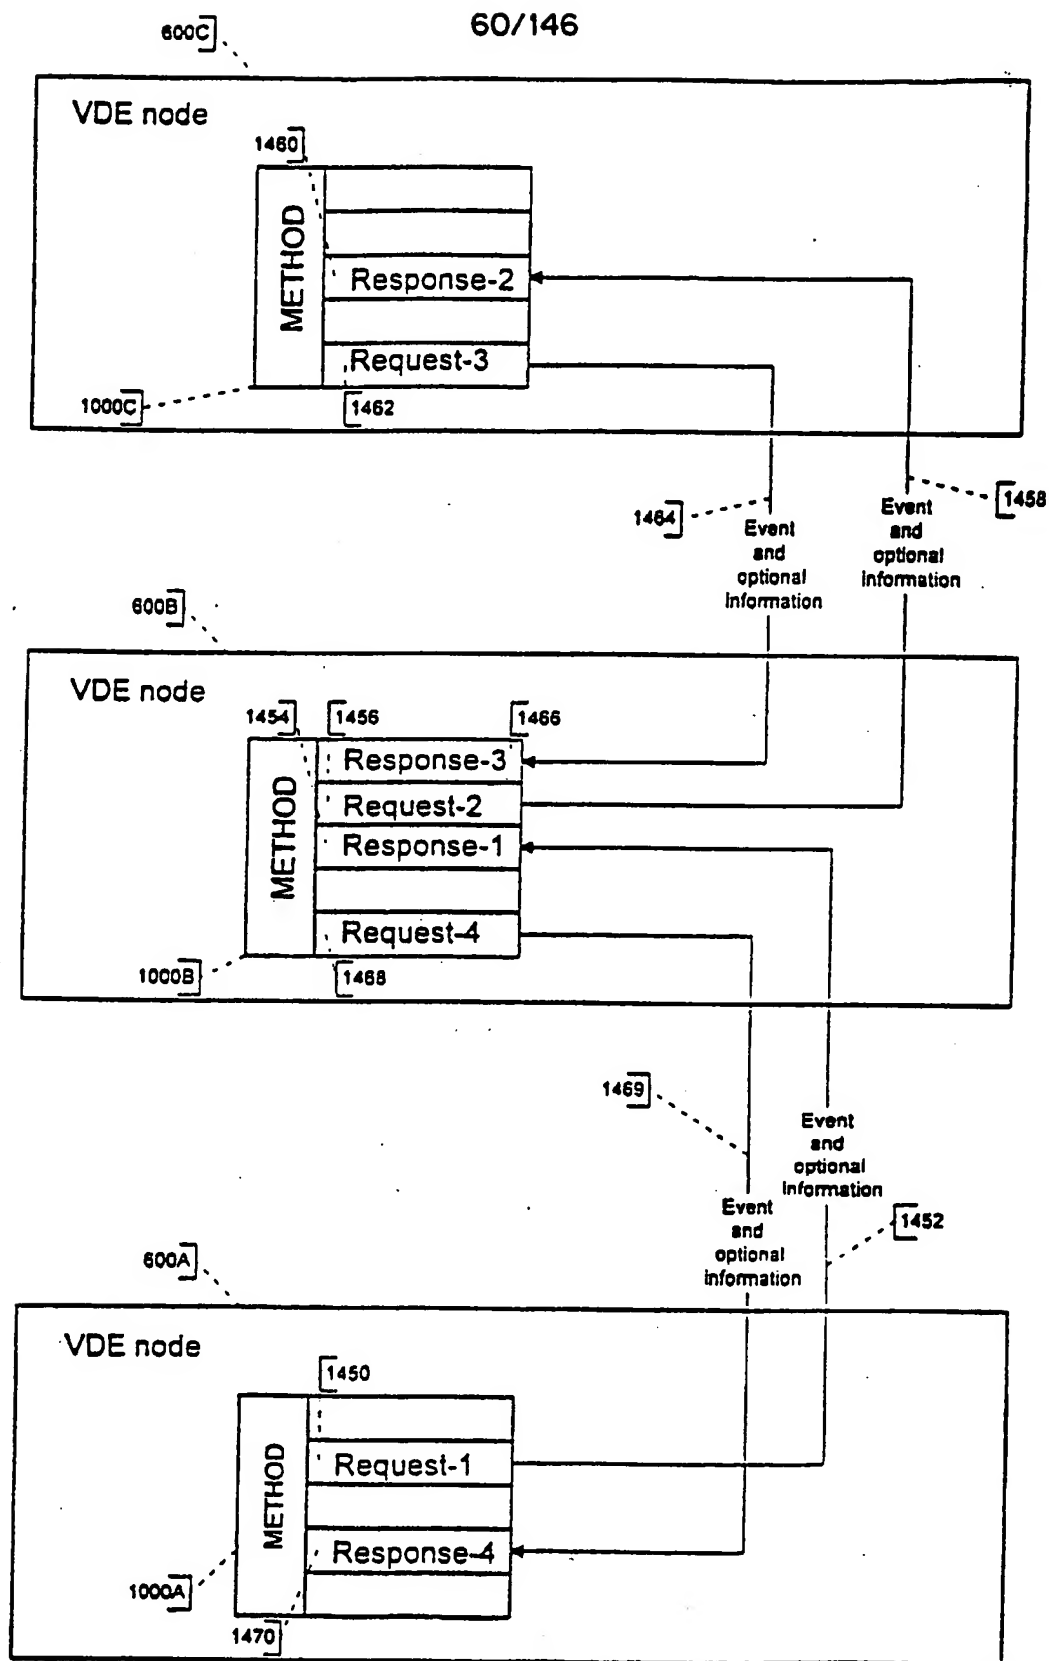 60/146
600C
VDE node
1460
METHOD
Response-2
Request-3
1000C
1462
1464
Event
and
optional
information
1458
Event
and
optional
information
600B
VDE node
1454
1456
1466
METHOD
Response-3
Request-2
Response-1
Request-4
1000B
1468
1469
Event
and
optional
information
Event
and
optional
information
1452
600A
VDE node
1450
METHOD
Request-1
Response-4
1000A
1470